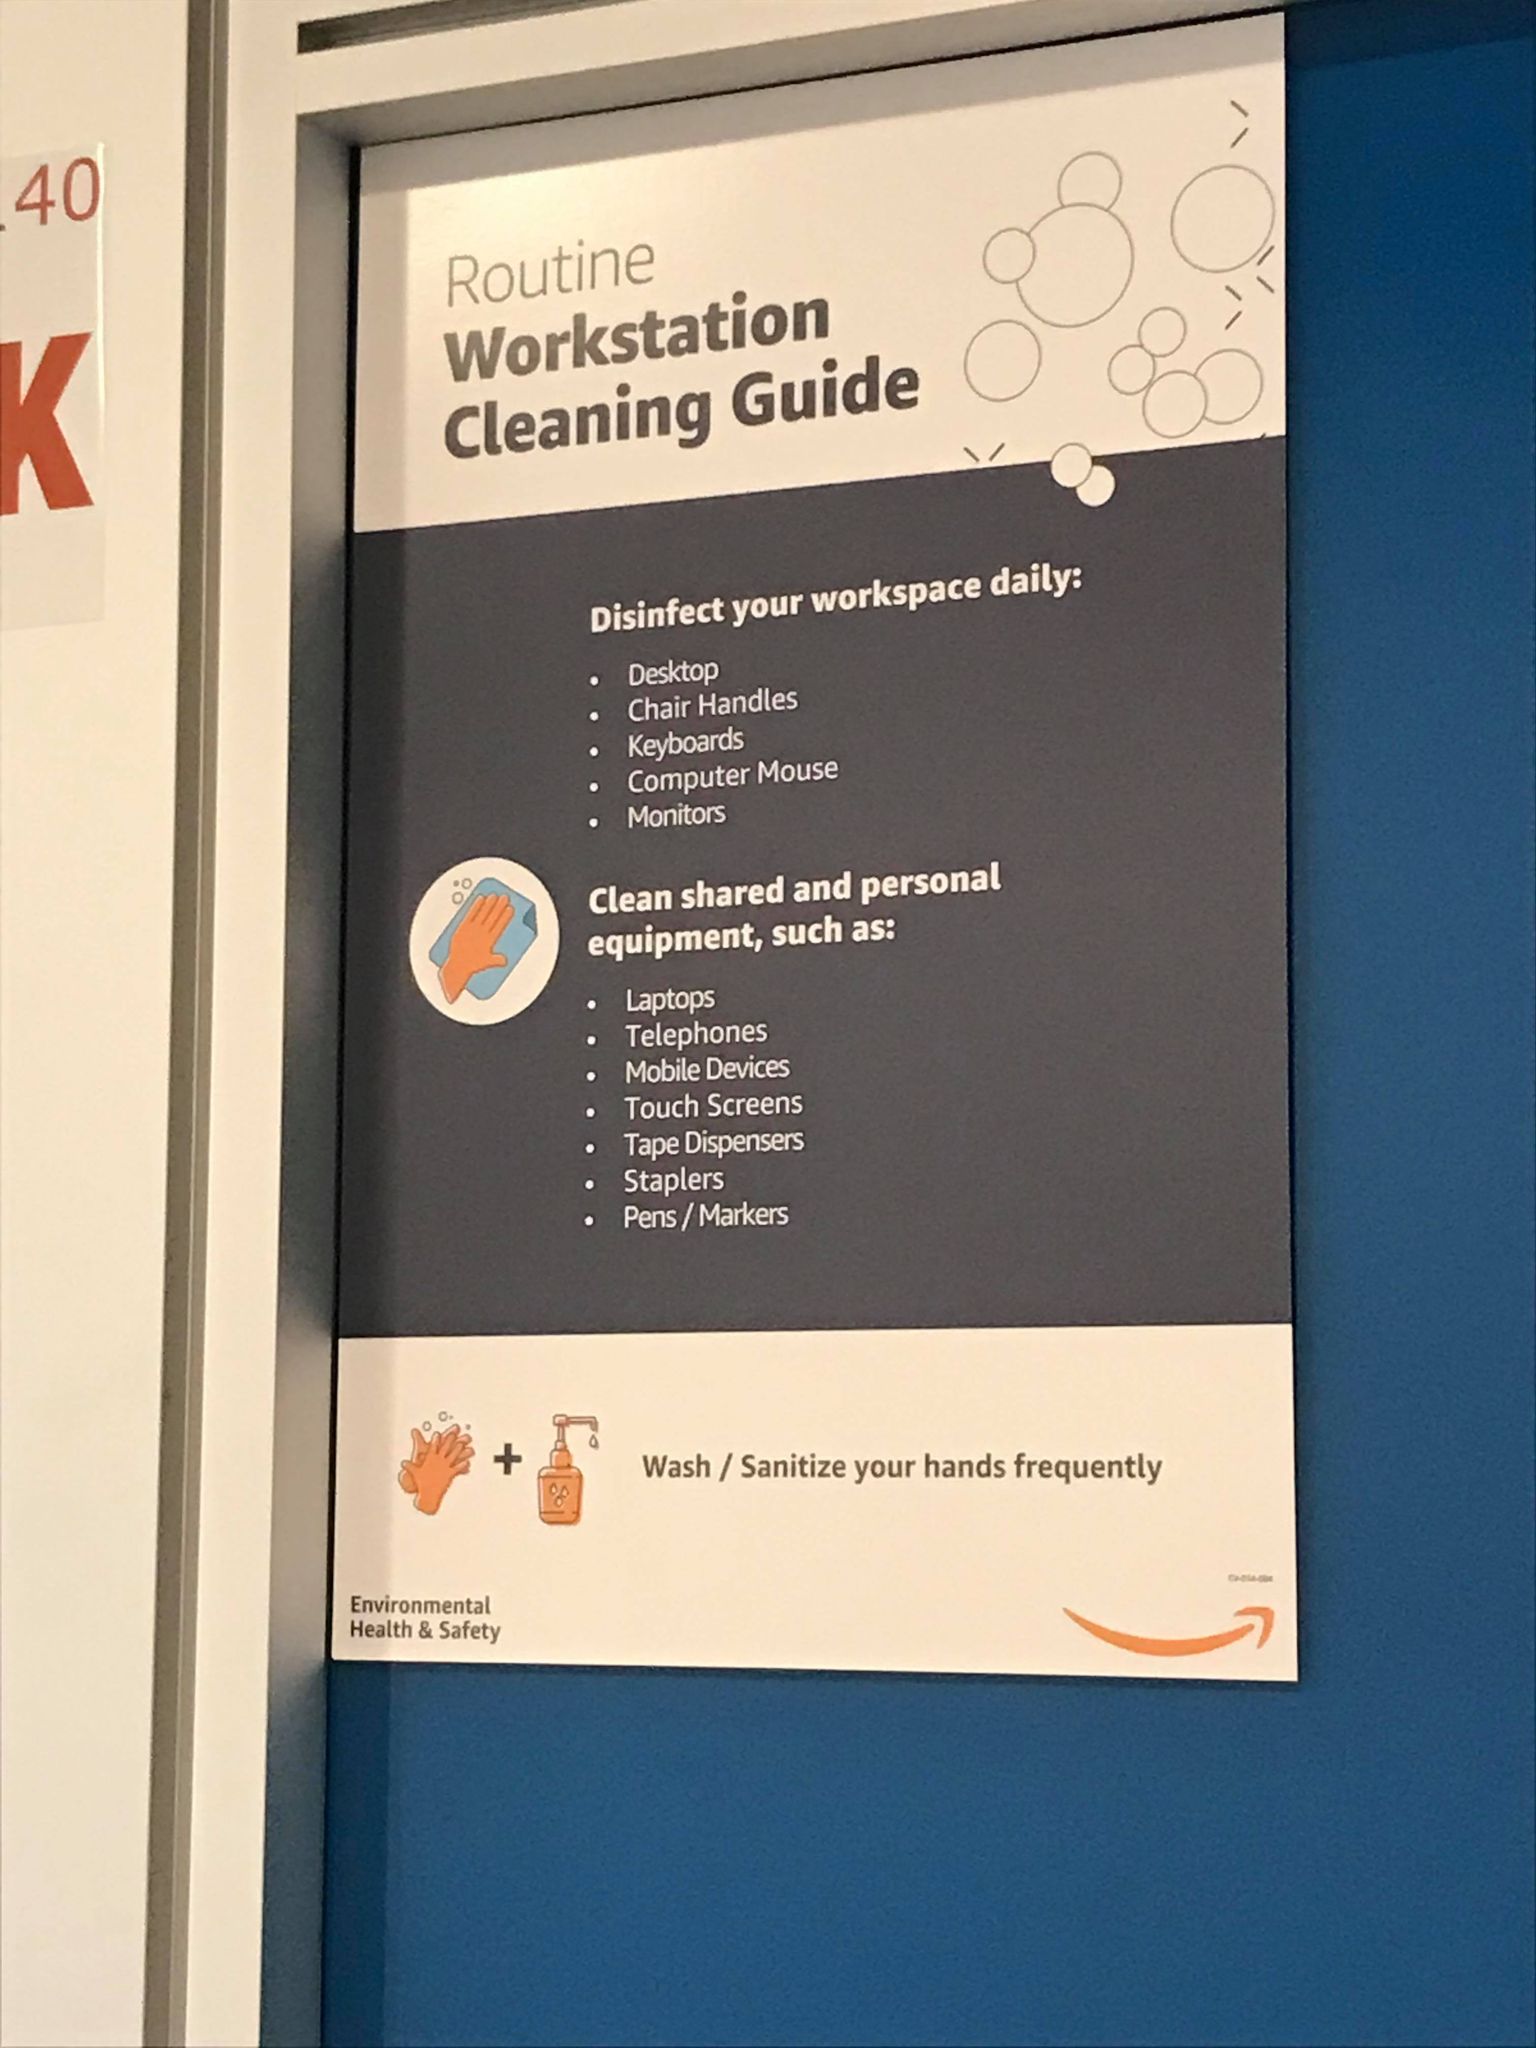 .40
K
Routine
Workstation
Cleaning Guide
Disinfect your workspace daily:
• Desktop
• Chair Handles
• Keyboards
• Computer Mouse
• Monitors
Clean shared and personal
equipment, such as:
• Laptops
• Telephones
• Mobile Devices
• Touch Screens
• Tape Dispensers
• Staplers
• Pens / Markers
+
Wash / Sanitize your hands frequently
Environmental
Health & Safety